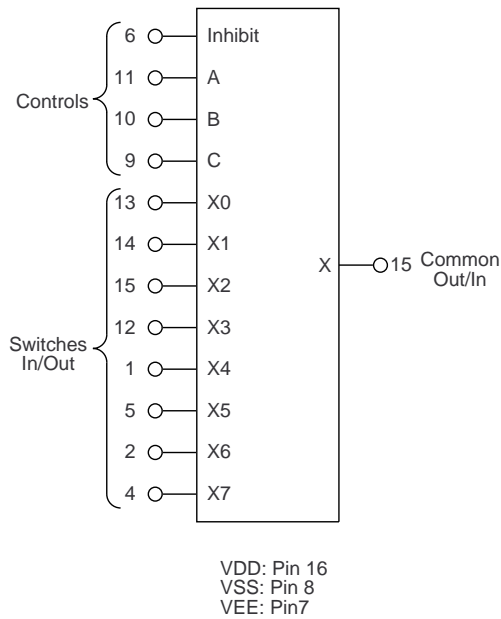 6 Inhibit
11 A
Controls
10 B
9 C
13 X0
14 X1
X 15 Common
Out/In
15 X2
12 X3
Switches
In/Out
1 X4
5 X5
2 X6
4 X7
VDD: Pin 16
VSS: Pin 8
VEE: Pin7